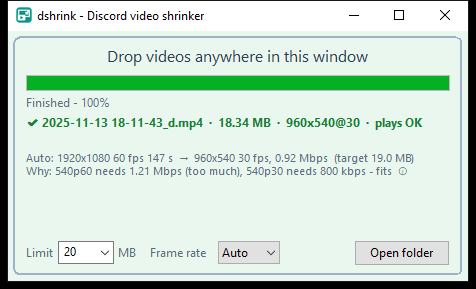 dshrink - Discord video shrinker
Drop videos anywhere in this window
Finished - 100%
✔ 2025-11-13 18-11-43_d.mp4 · 18.34 MB · 960x540@30 · plays OK
Auto: 1920x1080 60 fps 147 s → 960x540 30 fps, 0.92 Mbps (target 19.0 MB)
Why: 540p60 needs 1.21 Mbps (too much), 540p30 needs 800 kbps - fits ⓘ
Limit 20 MB Frame rate Auto Open folder